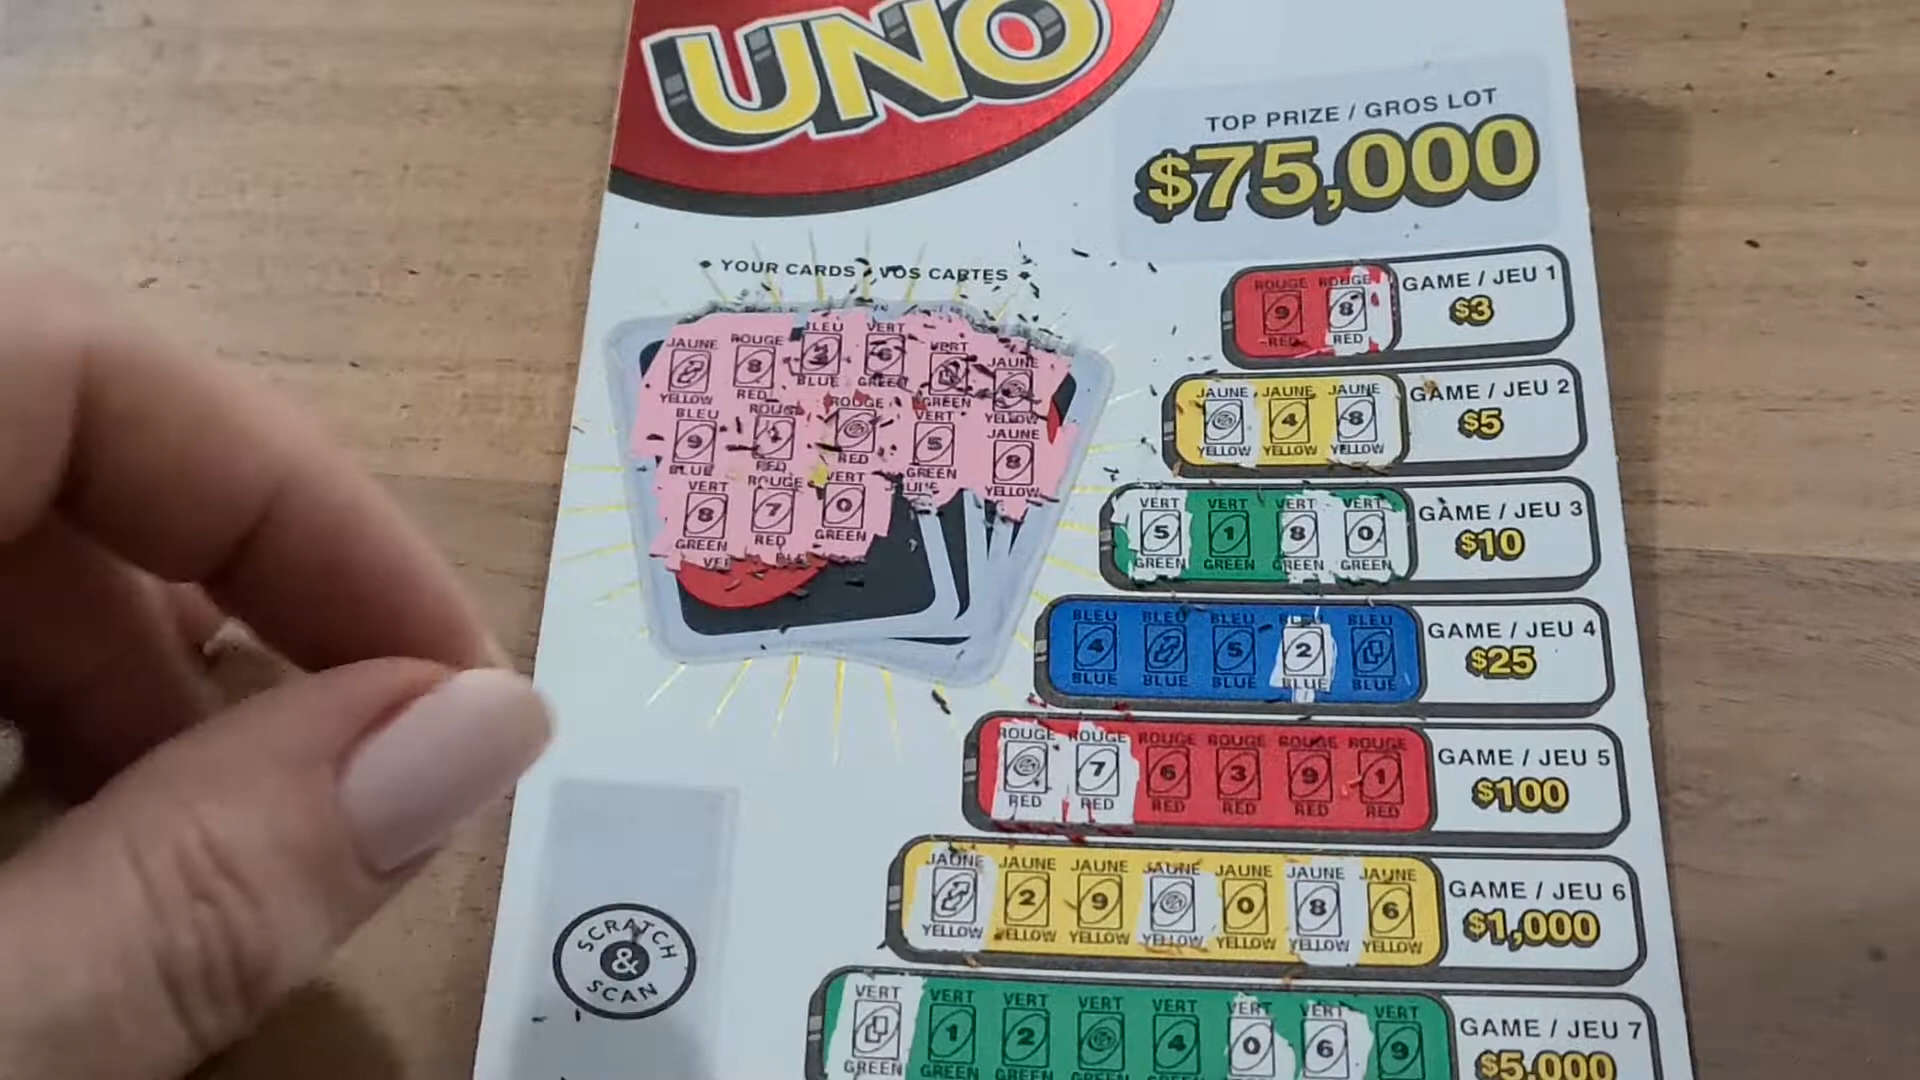 UNO
TOP PRIZE / GROS LOT
$75,000
YOUR CARDS / VOS CARTES
JAUNE ROUGE BLEU VERT VERT JAUNE
8 6
YELLOW RED BLUE GREEN GREEN YELLOW
BLEU ROUGE ROUGE VERT JAUNE
9 5 8
BLUE RED RED GREEN YELLOW
VERT ROUGE VERT JAUNE
8 7 0
GREEN RED GREEN
ROUGE ROUGE
9 8
RED RED
GAME / JEU 1
$3
JAUNE JAUNE JAUNE
4 8
YELLOW YELLOW YELLOW
GAME / JEU 2
$5
VERT VERT VERT VERT
5 1 8 0
GREEN GREEN GREEN GREEN
GAME / JEU 3
$10
BLEU BLEU BLEU BLEU BLEU
4 5 2
BLUE BLUE BLUE BLUE BLUE
GAME / JEU 4
$25
ROUGE ROUGE ROUGE ROUGE ROUGE ROUGE
7 6 3 9 1
RED RED RED RED RED RED
GAME / JEU 5
$100
JAUNE JAUNE JAUNE JAUNE JAUNE JAUNE JAUNE
2 9 0 8 6
YELLOW YELLOW YELLOW YELLOW YELLOW YELLOW YELLOW
GAME / JEU 6
$1,000
VERT VERT VERT VERT VERT VERT VERT VERT
1 2 4 0 6 9
GREEN GREEN GREEN GREEN GREEN
GAME / JEU 7
$5,000
SCRATCH
&
SCAN